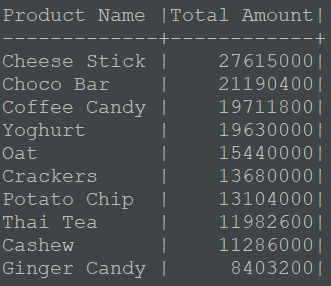 Product Name |Total Amount|
-------------+------------+
Cheese Stick |    27615000|
Choco Bar    |    21190400|
Coffee Candy |    19711800|
Yoghurt      |    19630000|
Oat          |    15440000|
Crackers     |    13680000|
Potato Chip  |    13104000|
Thai Tea     |    11982600|
Cashew       |    11286000|
Ginger Candy |     8403200|